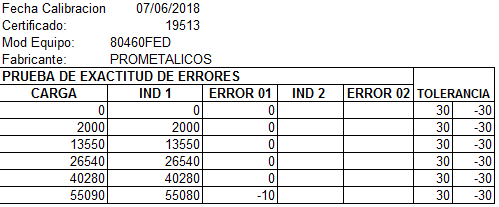 Fecha Calibracion 07/06/2018
Certificado: 19513
Mod Equipo: 80460FED
Fabricante: PROMETALICOS
PRUEBA DE EXACTITUD DE ERRORES
CARGA IND 1 ERROR 01 IND 2 ERROR 02 TOLERANCIA
0 0 0 30 -30
2000 2000 0 30 -30
13550 13550 0 30 -30
26540 26540 0 30 -30
40280 40280 0 30 -30
55090 55080 -10 30 -30